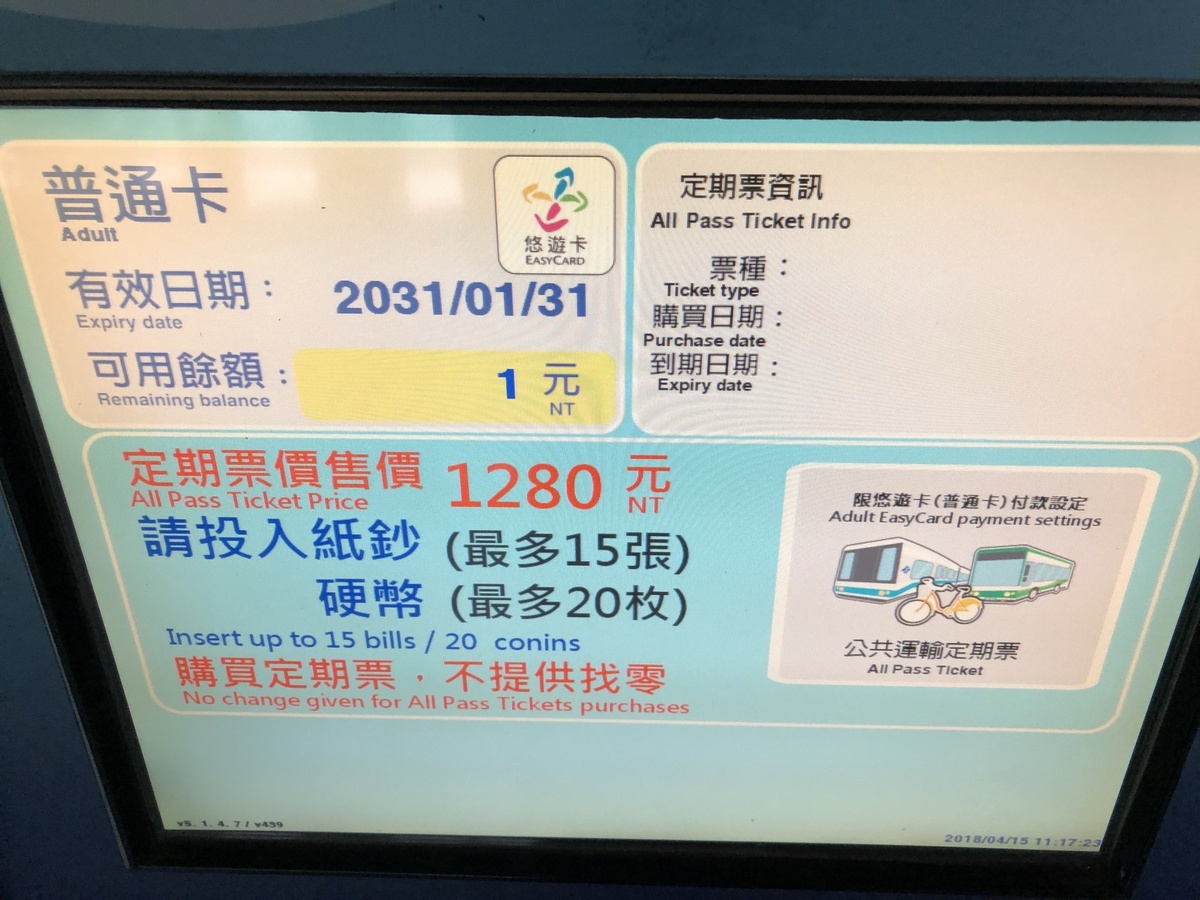 普通卡
Adult
悠遊卡
EASYCARD
有效日期：
Expiry date
2031/01/31
可用餘額：
Remaining balance
1 元
NT
定期票資訊
All Pass Ticket Info
票種：
Ticket type
購買日期：
Purchase date
到期日期：
Expiry date
定期票價售價 1280 元
All Pass Ticket Price
NT
請投入紙鈔 (最多15張)
硬幣 (最多20枚)
Insert up to 15 bills / 20 conins
購買定期票，不提供找零
No change given for All Pass Tickets purchases
限悠遊卡(普通卡)付款設定
Adult EasyCard payment settings
公共運輸定期票
All Pass Ticket
v5. 1. 4. 7 / v439
2018/04/15 11:17:23